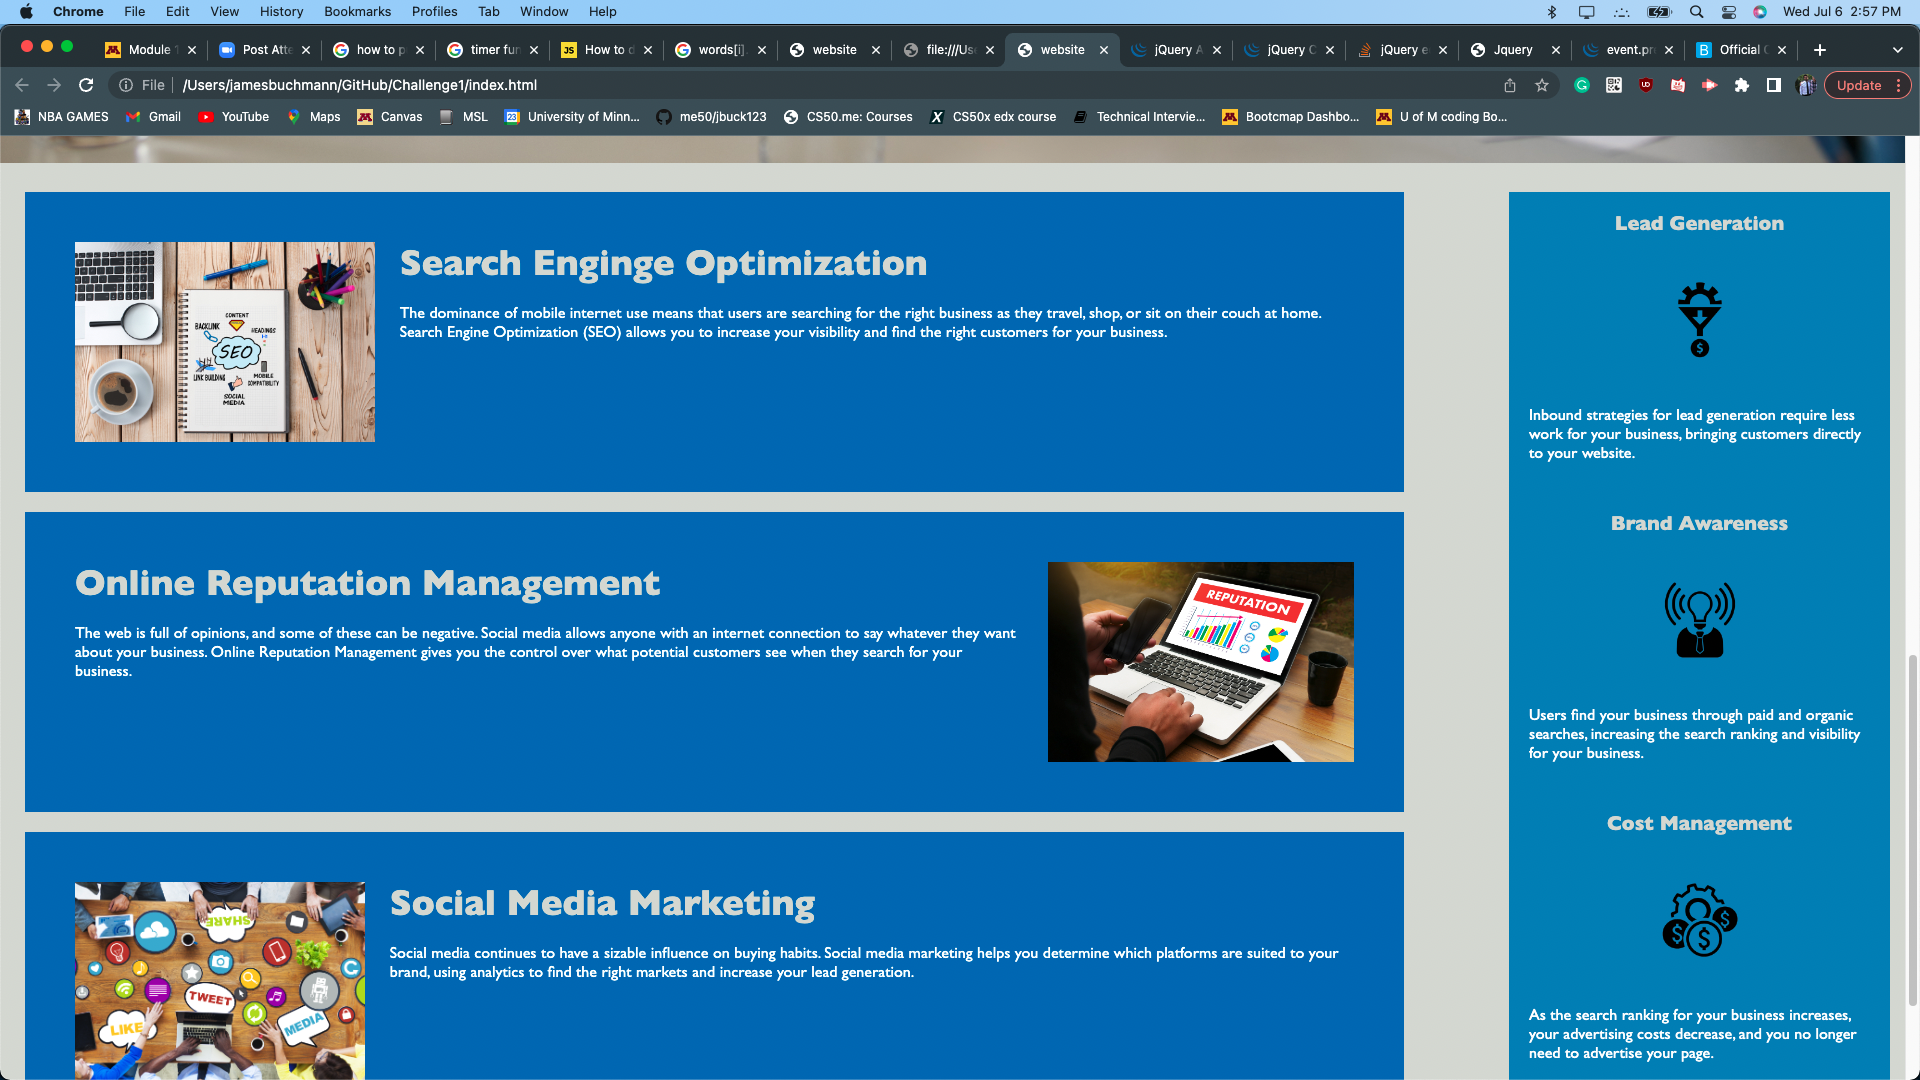 Chrome File Edit View History Bookmarks Profiles Tab Window Help Wed Jul 6 2:57 PM
Module 1 Post Atte how to p timer fun JS How to d words[i]. website file:///Use website jQuery A jQuery C jQuery e Jquery event.pr B Official C
File /Users/jamesbuchmann/GitHub/Challenge1/index.html Update
NBA GAMES Gmail YouTube Maps Canvas MSL 23 University of Minn... me50/jbuck123 CS50.me: Courses X CS50x edx course Technical Intervie... Bootcmap Dashbo... U of M coding Bo...
Search Enginge Optimization
The dominance of mobile internet use means that users are searching for the right business as they travel, shop, or sit on their couch at home.
Search Engine Optimization (SEO) allows you to increase your visibility and find the right customers for your business.
CONTENT
BACKLINK
HEADINGS
SEO
LINK BUILDING
MOBILE
COMPATIBILITY
SOCIAL
MEDIA
Online Reputation Management
The web is full of opinions, and some of these can be negative. Social media allows anyone with an internet connection to say whatever they want
about your business. Online Reputation Management gives you the control over what potential customers see when they search for your
business.
REPUTATION
Social Media Marketing
Social media continues to have a sizable influence on buying habits. Social media marketing helps you determine which platforms are suited to your
brand, using analytics to find the right markets and increase your lead generation.
SHARE
TWEET
LIKE
MEDIA
Lead Generation
$
Inbound strategies for lead generation require less
work for your business, bringing customers directly
to your website.
Brand Awareness
Users find your business through paid and organic
searches, increasing the search ranking and visibility
for your business.
Cost Management
$ $ $
As the search ranking for your business increases,
your advertising costs decrease, and you no longer
need to advertise your page.